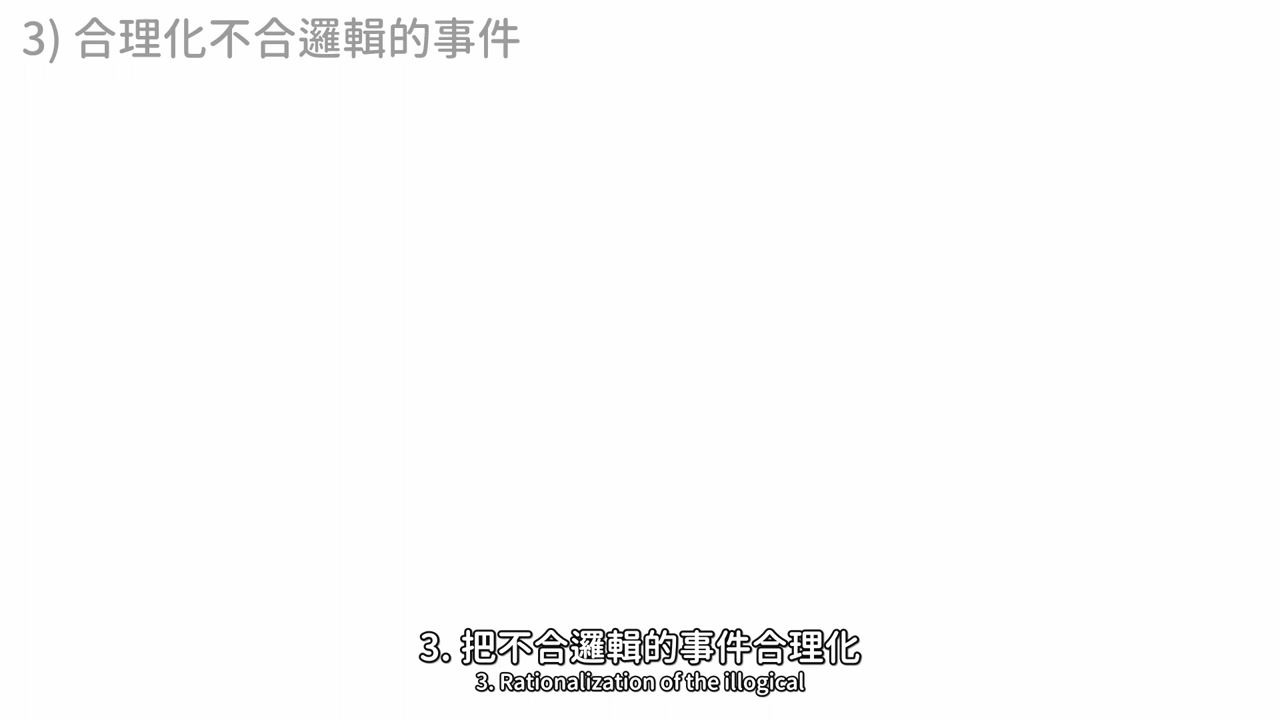 3) 合理化不合邏輯的事件
3. 把不合邏輯的事件合理化
3. Rationalization of the illogical